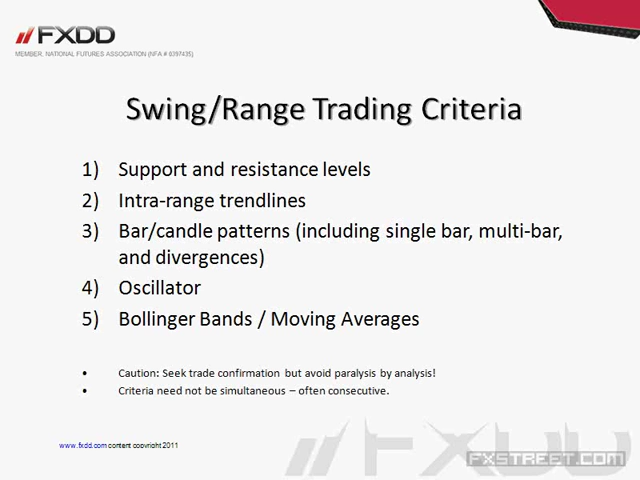 FXDD
MEMBER, NATIONAL FUTURES ASSOCIATION (NFA # 0397435)
Swing/Range Trading Criteria
1) Support and resistance levels
2) Intra-range trendlines
3) Bar/candle patterns (including single bar, multi-bar,
and divergences)
4) Oscillator
5) Bollinger Bands / Moving Averages
• Caution: Seek trade confirmation but avoid paralysis by analysis!
• Criteria need not be simultaneous – often consecutive.
www.fxdd.com content copyright 2011
FXDD
FXSTREET.COM